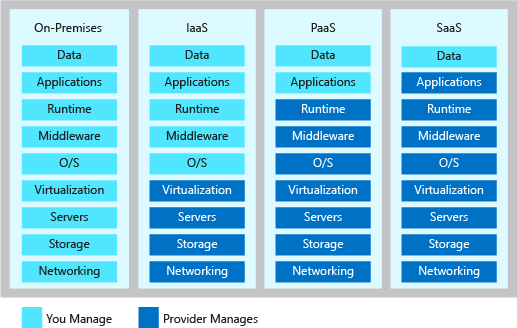 On-Premises IaaS PaaS SaaS
Data Data Data Data
Applications Applications Applications Applications
Runtime Runtime Runtime Runtime
Middleware Middleware Middleware Middleware
O/S O/S O/S O/S
Virtualization Virtualization Virtualization Virtualization
Servers Servers Servers Servers
Storage Storage Storage Storage
Networking Networking Networking Networking
You Manage Provider Manages